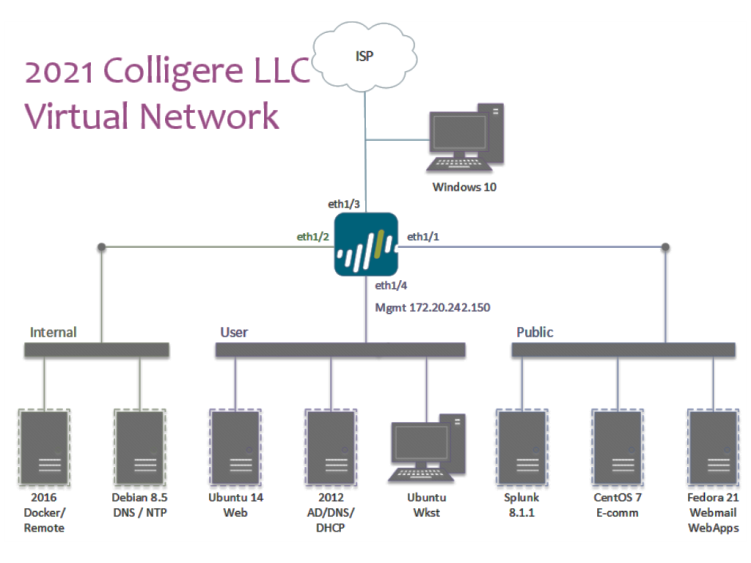 2021 Colligere LLC
Virtual Network
ISP
Windows 10
eth1/3
eth1/2
eth1/1
eth1/4
Mgmt 172.20.242.150
Internal
User
Public
2016
Docker/
Remote
Debian 8.5
DNS / NTP
Ubuntu 14
Web
2012
AD/DNS/
DHCP
Ubuntu
Wkst
Splunk
8.1.1
CentOS 7
E-comm
Fedora 21
Webmail
WebApps